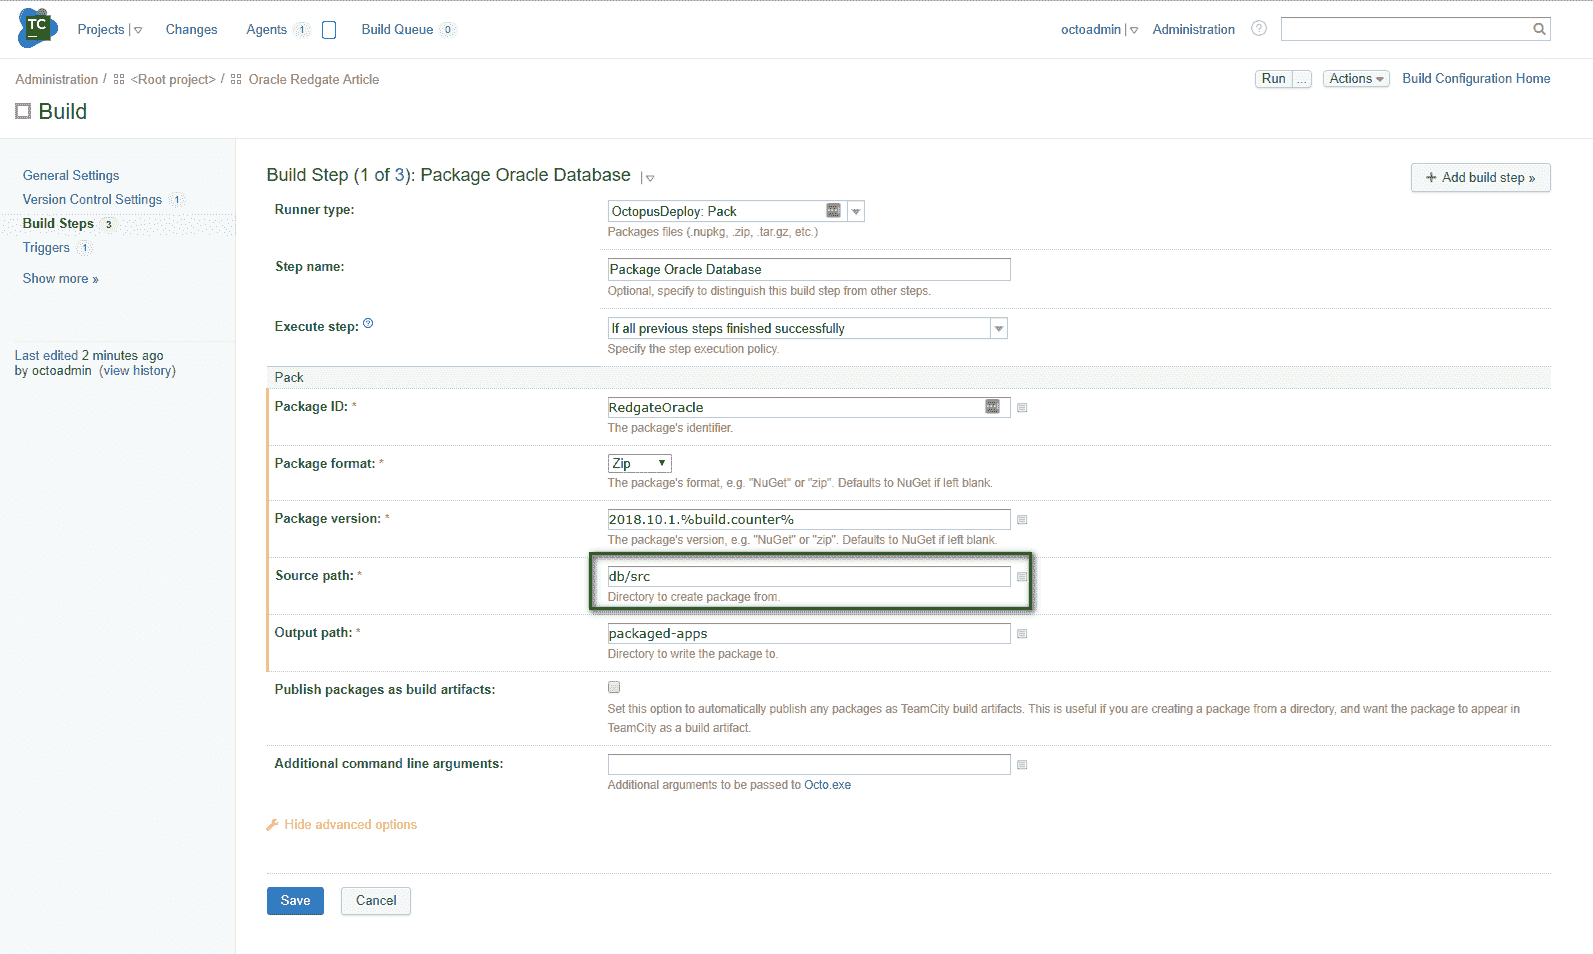 TC
Projects Changes Agents 1 Build Queue 0 octoadmin Administration ?
Administration / <Root project> / Oracle Redgate Article Run ... Actions Build Configuration Home
Build
General Settings
Version Control Settings 1
Build Steps 3
Triggers 1
Show more »
Last edited 2 minutes ago
by octoadmin (view history)
Build Step (1 of 3): Package Oracle Database
+ Add build step »
Runner type: OctopusDeploy: Pack
Packages files (.nupkg, .zip, .tar.gz, etc.)
Step name: Package Oracle Database
Optional, specify to distinguish this build step from other steps.
Execute step: ? If all previous steps finished successfully
Specify the step execution policy.
Pack
Package ID: * RedgateOracle
The package's identifier.
Package format: * Zip
The package's format, e.g. "NuGet" or "zip". Defaults to NuGet if left blank.
Package version: * 2018.10.1.%build.counter%
The package's version, e.g. "NuGet" or "zip". Defaults to NuGet if left blank.
Source path: * db/src
Directory to create package from.
Output path: * packaged-apps
Directory to write the package to.
Publish packages as build artifacts:
Set this option to automatically publish any packages as TeamCity build artifacts. This is useful if you are creating a package from a directory, and want the package to appear in
TeamCity as a build artifact.
Additional command line arguments:
Additional arguments to be passed to Octo.exe
Hide advanced options
Save Cancel